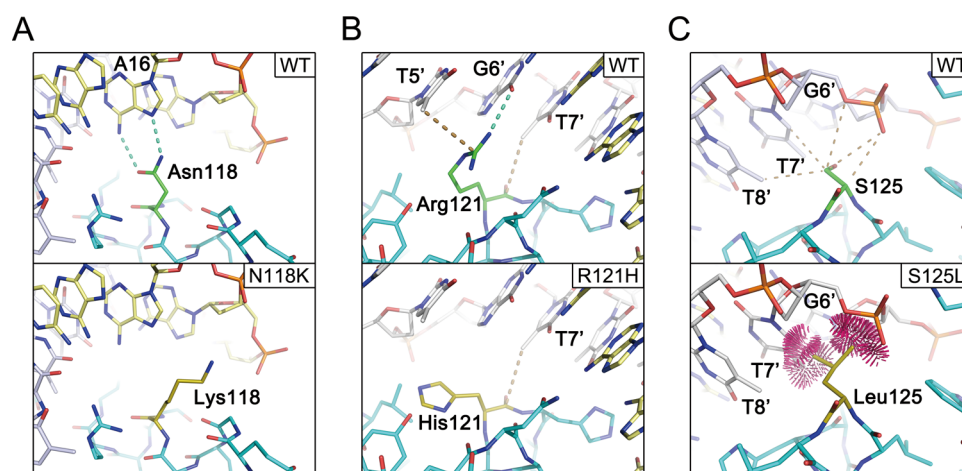 A
A16
WT
Asn118
N118K
Lys118
B
T5’
G6’
WT
T7’
Arg121
R121H
T7’
His121
C
WT
G6’
T7’
S125
T8’
S125L
G6’
T7’
T8’
Leu125